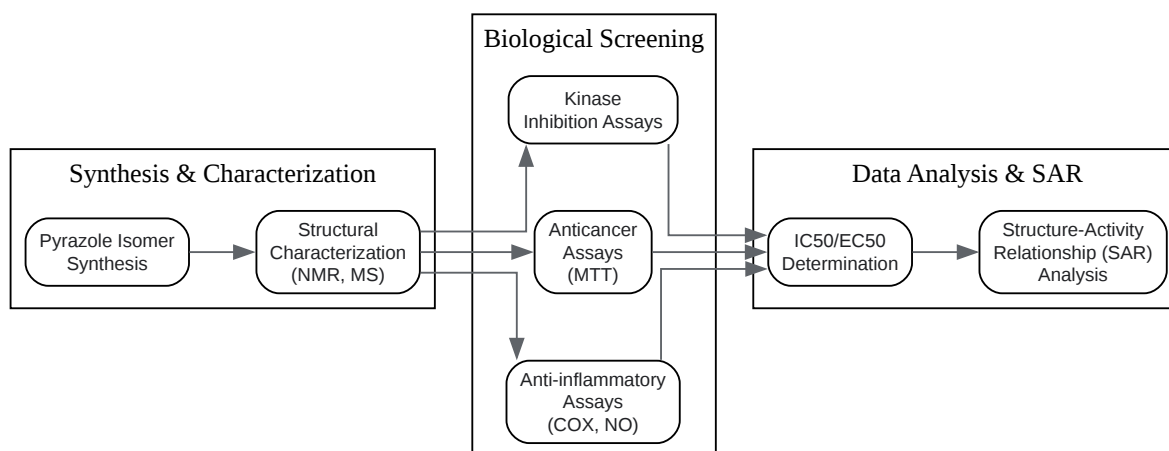 Biological Screening
Kinase
Inhibition Assays
Synthesis & Characterization
Pyrazole Isomer
Synthesis
Structural
Characterization
(NMR, MS)
Anticancer
Assays
(MTT)
Anti-inflammatory
Assays
(COX, NO)
Data Analysis & SAR
IC50/EC50
Determination
Structure-Activity
Relationship (SAR)
Analysis